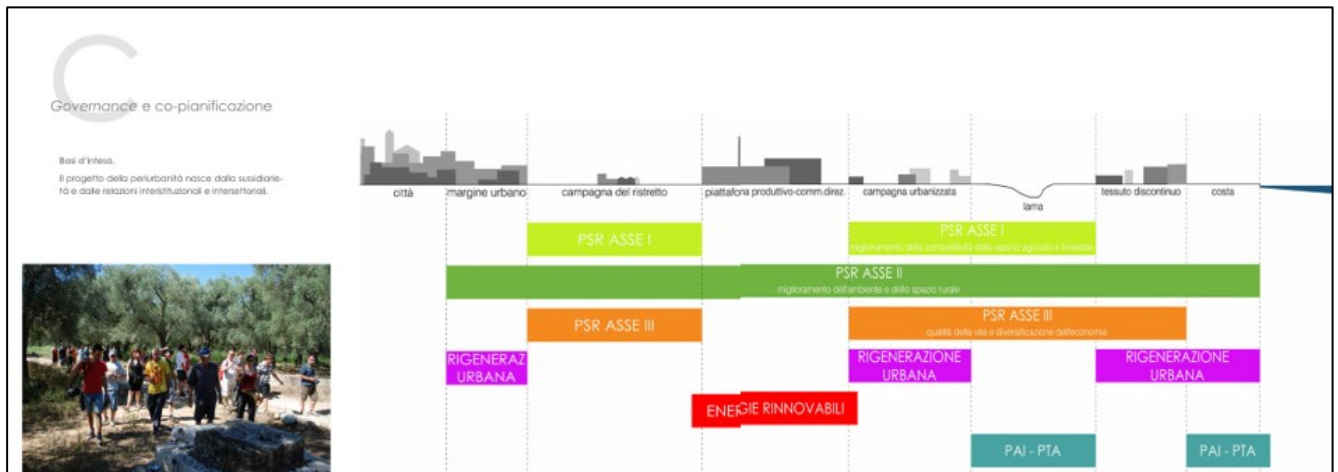 C
Governance e co-pianificazione
Basi d'intesa.
Il progetto della periurbanità nasce dalla sussidiarie-
tà e dalle relazioni interistituzionali e intersettoriali.
città
margine urbano
campagna del ristretto
piattafona produttivo-comm.direz.
campagna urbanizzata
lama
tessuto discontinuo
costa
PSR ASSE I
PSR ASSE I
miglioramento della competitività dello spazio agricolo e forestale
PSR ASSE II
miglioramento dell'ambiente e dello spazio rurale
PSR ASSE III
PSR ASSE III
qualità della vita e diversificazione dell'economia
RIGENERAZ
URBANA
RIGENERAZIONE
URBANA
RIGENERAZIONE
URBANA
ENERGIE RINNOVABILI
PAI - PTA
PAI - PTA